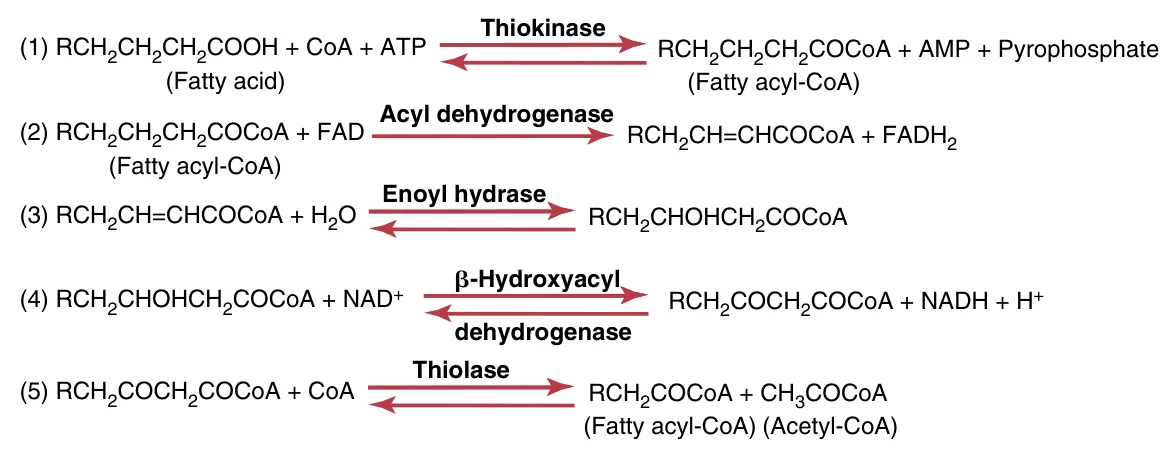 Thiokinase
(1) RCH₂CH₂CH₂COOH + CoA + ATP ⇄ RCH₂CH₂CH₂COCoA + AMP + Pyrophosphate
(Fatty acid) (Fatty acyl-CoA)
Acyl dehydrogenase
(2) RCH₂CH₂CH₂COCoA + FAD → RCH₂CH=CHCOCoA + FADH₂
(Fatty acyl-CoA)
Enoyl hydrase
(3) RCH₂CH=CHCOCoA + H₂O ⇄ RCH₂CHOHCH₂COCoA
β-Hydroxyacyl
(4) RCH₂CHOHCH₂COCoA + NAD⁺ ⇄ RCH₂COCH₂COCoA + NADH + H⁺
dehydrogenase
Thiolase
(5) RCH₂COCH₂COCoA + CoA ⇄ RCH₂COCoA + CH₃COCoA
(Fatty acyl-CoA) (Acetyl-CoA)